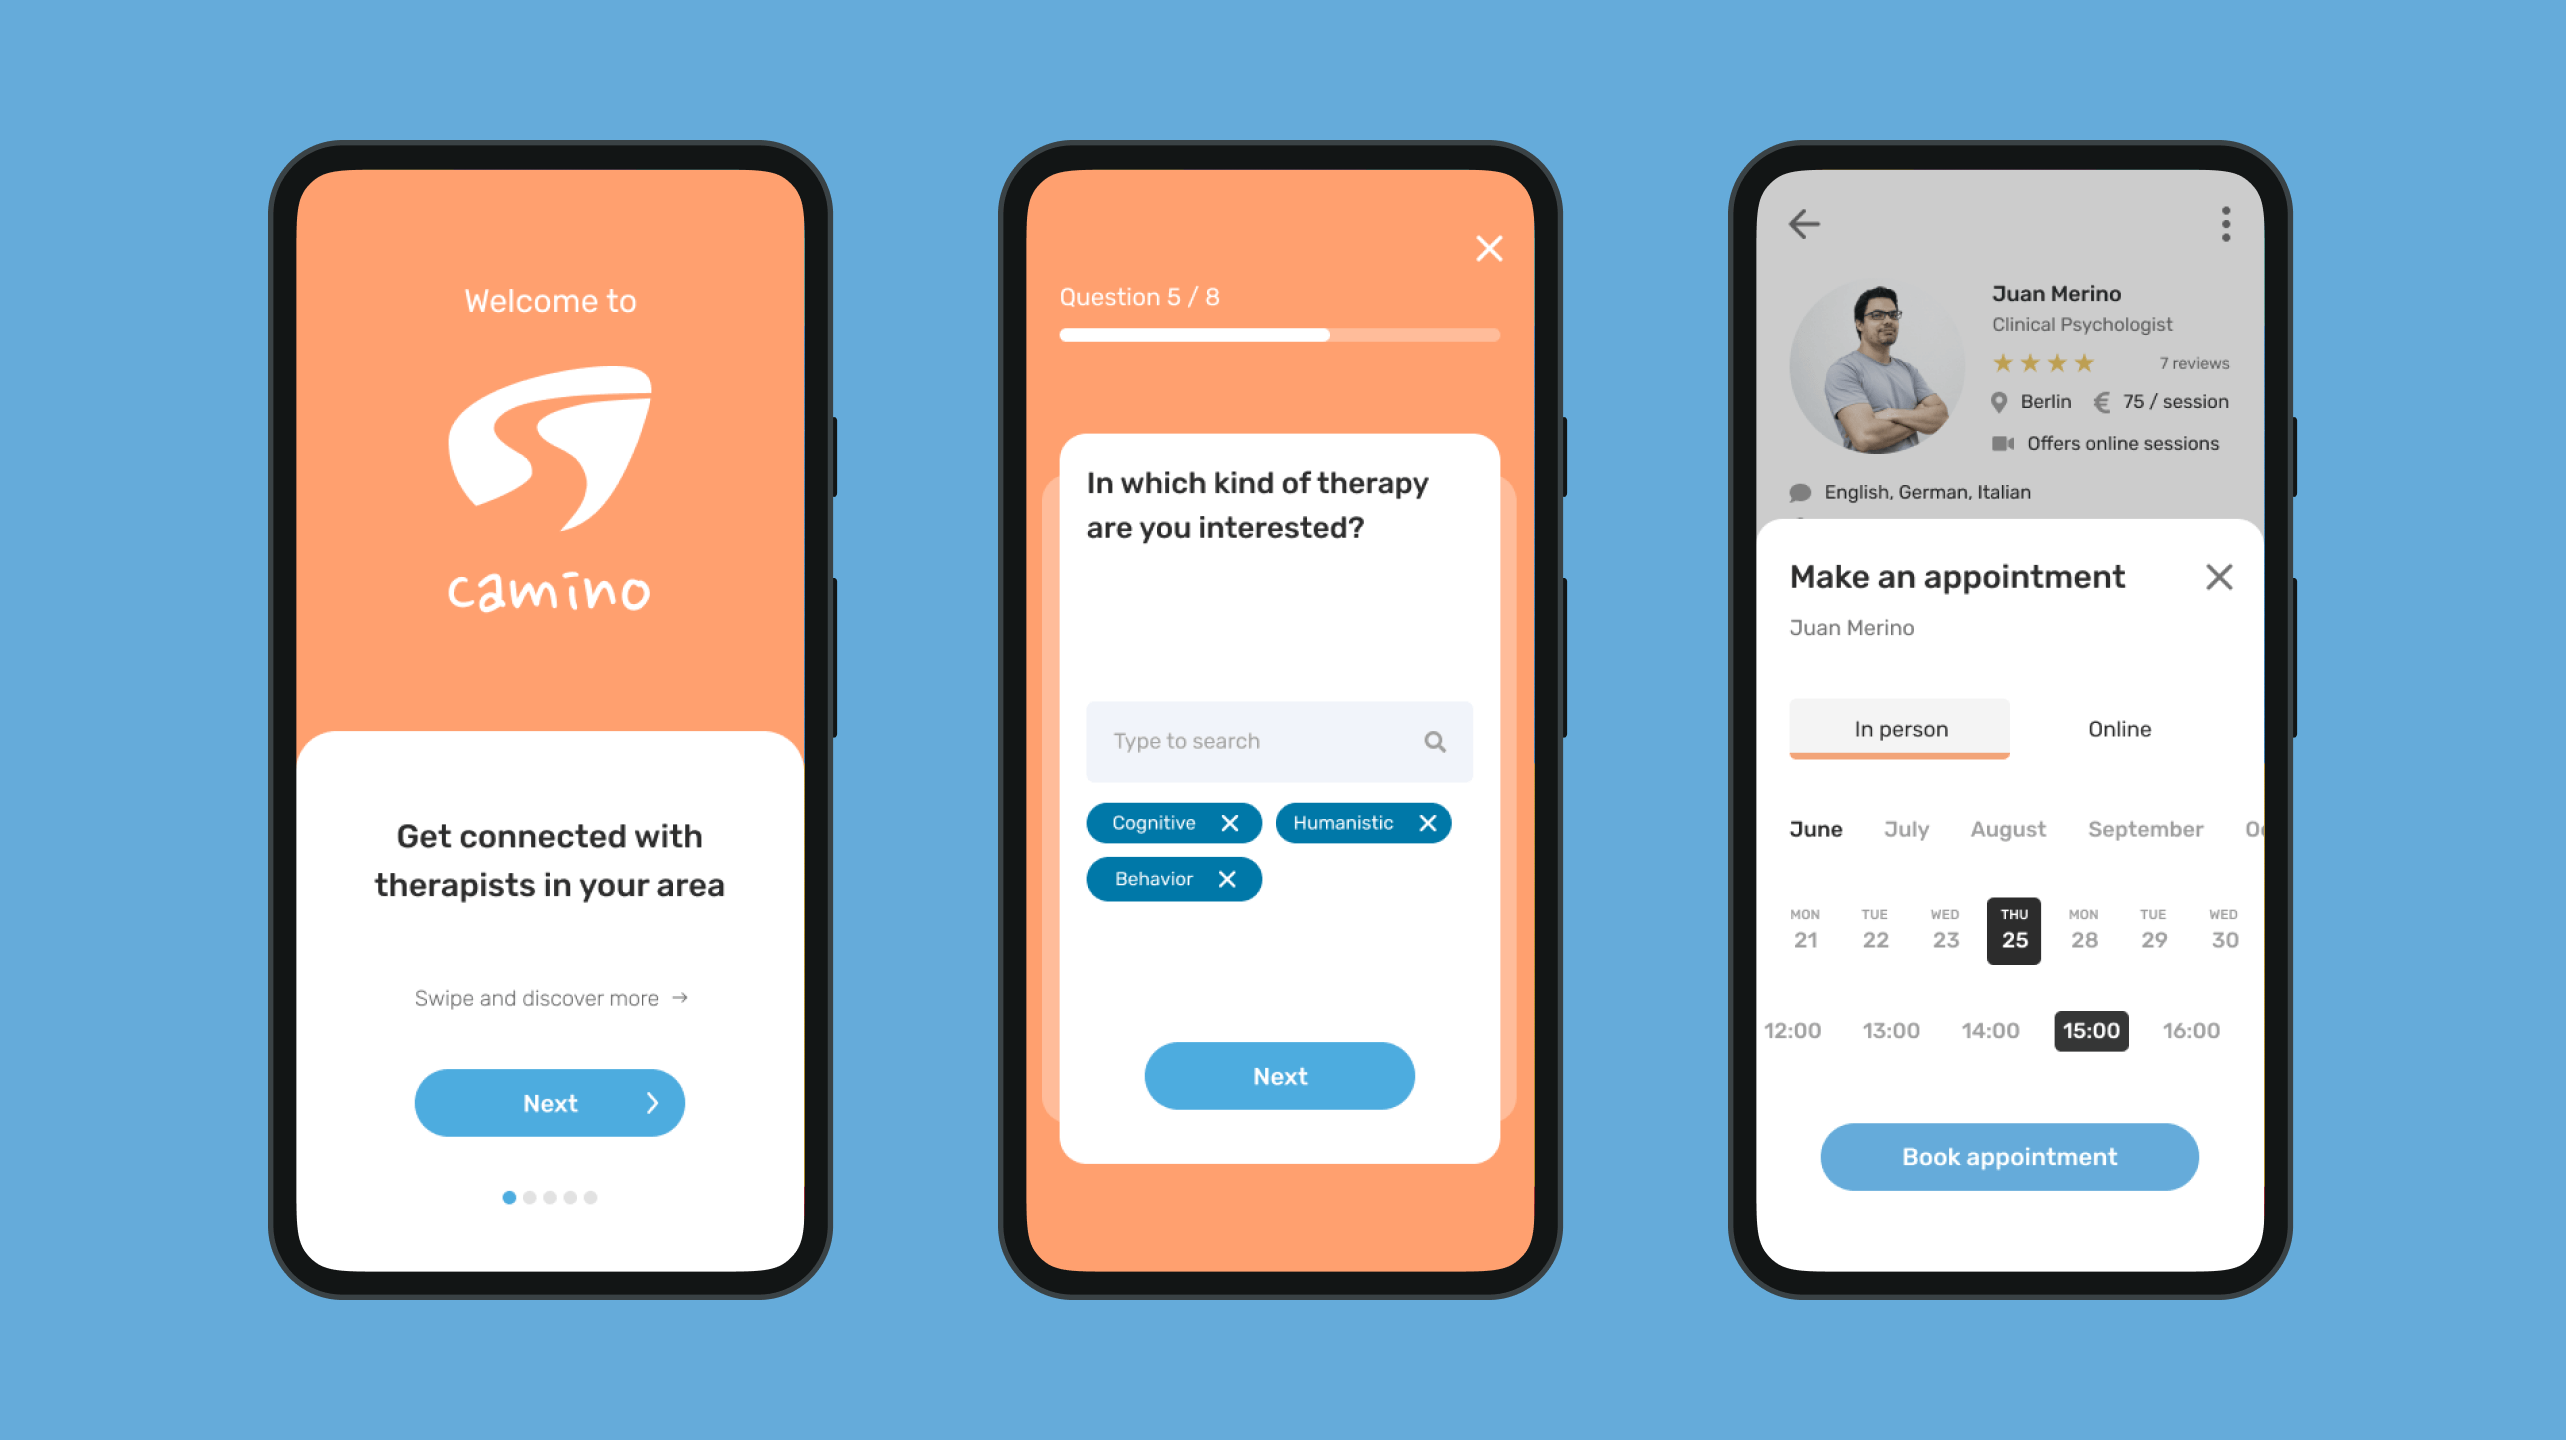 Welcome to
camino
Get connected with
therapists in your area
Swipe and discover more →
Next
Question 5 / 8
In which kind of therapy
are you interested?
Type to search
Cognitive
Humanistic
Behavior
Next
Juan Merino
Clinical Psychologist
7 reviews
Berlin € 75 / session
Offers online sessions
English, German, Italian
Make an appointment
Juan Merino
In person Online
June July August September
MON TUE WED THU MON TUE WED
21 22 23 25 28 29 30
12:00 13:00 14:00 15:00 16:00
Book appointment